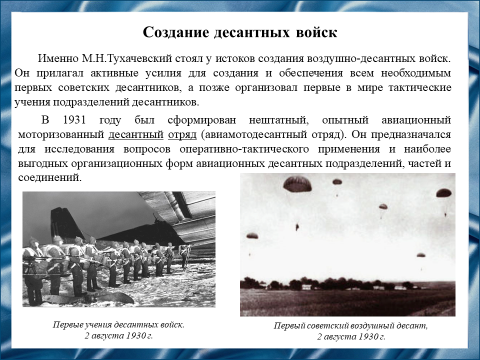 Создание десантных войск
Именно М.Н.Тухачевский стоял у истоков создания воздушно-десантных войск.
Он прилагал активные усилия для создания и обеспечения всем необходимым
первых советских десантников, а позже организовал первые в мире тактические
учения подразделений десантников.
В 1931 году был сформирован нештатный, опытный авиационный
моторизованный десантный отряд (авиамотодесантный отряд). Он предназначался
для исследования вопросов оперативно-тактического применения и наиболее
выгодных организационных форм авиационных десантных подразделений, частей и
соединений.
Первые учения десантных войск.
2 августа 1930 г.
Первый советский воздушный десант,
2 августа 1930 г.